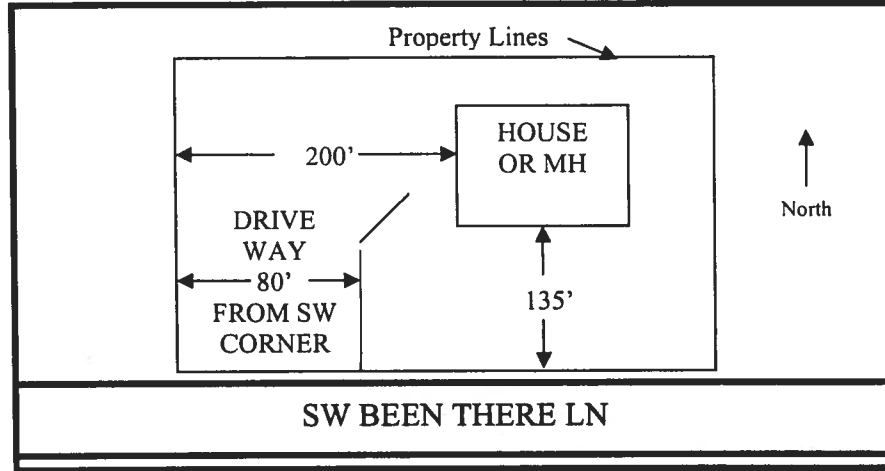 Property Lines
HOUSE
OR MH
200’
North
DRIVE
WAY
80’
FROM SW
CORNER
135’
SW BEEN THERE LN